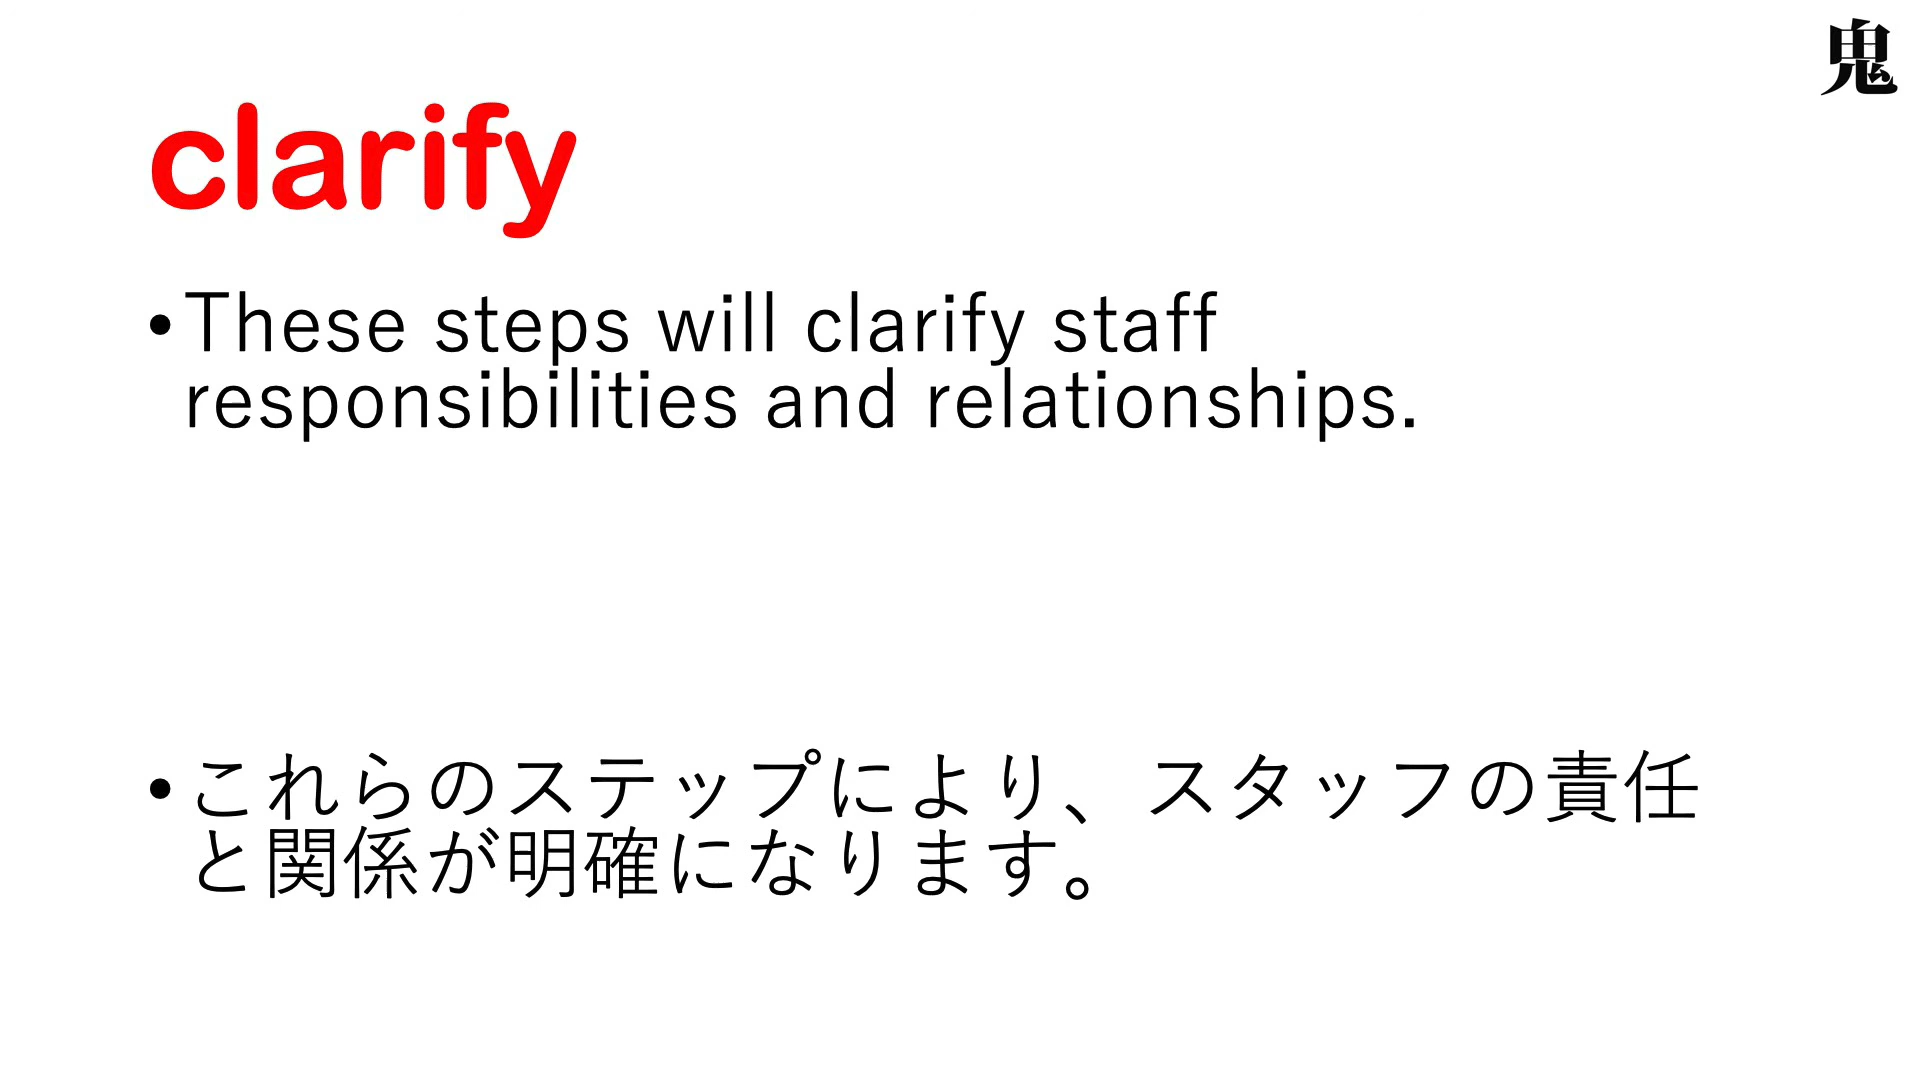 鬼
clarify
•These steps will clarify staff
responsibilities and relationships.
•これらのステップにより、スタッフの責任
と関係が明確になります。